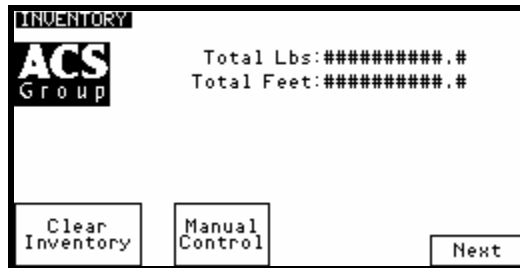 INVENTORY
ACS
Group
Total Lbs:##########.#
Total Feet:##########.#
Clear
Inventory
Manual
Control
Next